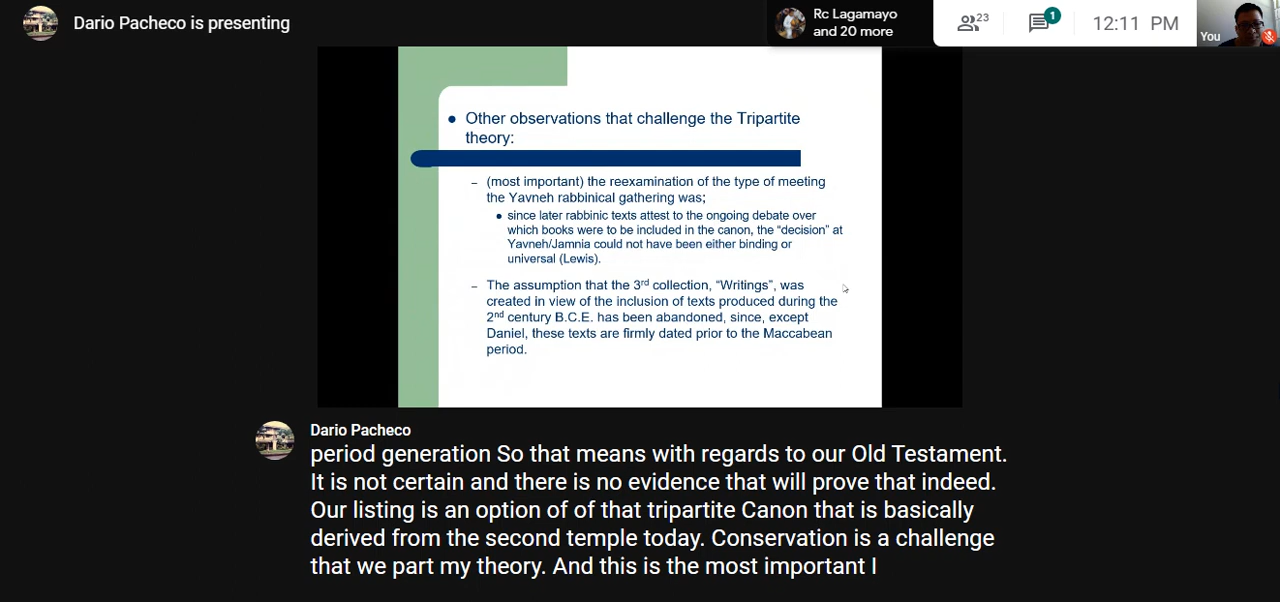 Dario Pacheco is presenting
Rc Lagamayo
and 20 more
23
1
12:11 PM
You
• Other observations that challenge the Tripartite
theory:
– (most important) the reexamination of the type of meeting
the Yavneh rabbinical gathering was;
• since later rabbinic texts attest to the ongoing debate over
which books were to be included in the canon, the “decision” at
Yavneh/Jamnia could not have been either binding or
universal (Lewis).
– The assumption that the 3rd collection, “Writings”, was
created in view of the inclusion of texts produced during the
2nd century B.C.E. has been abandoned, since, except
Daniel, these texts are firmly dated prior to the Maccabean
period.
Dario Pacheco
period generation So that means with regards to our Old Testament.
It is not certain and there is no evidence that will prove that indeed.
Our listing is an option of of that tripartite Canon that is basically
derived from the second temple today. Conservation is a challenge
that we part my theory. And this is the most important I